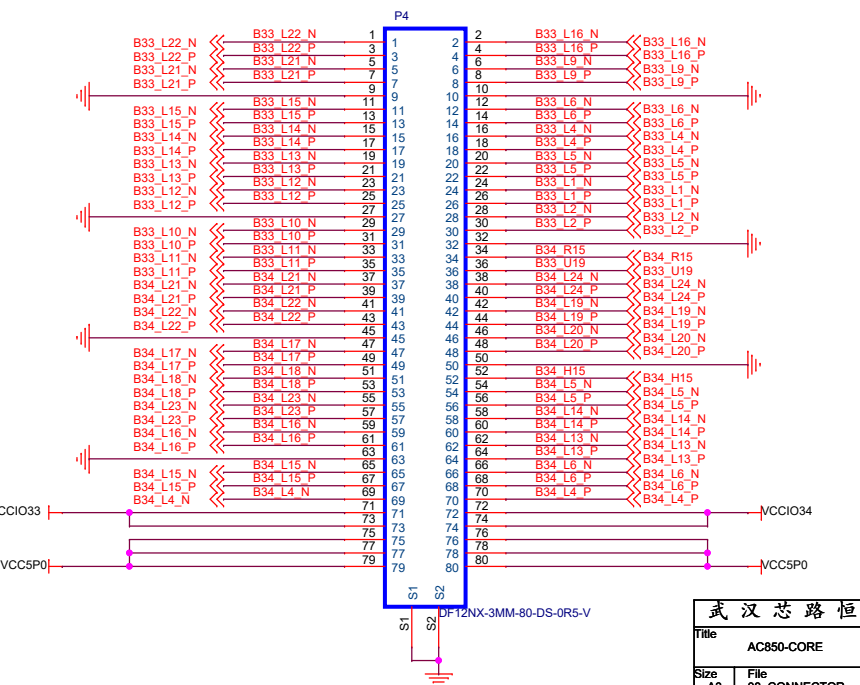 P4
B33_L22_N
B33_L22_P
B33_L21_N
B33_L21_P
B33_L15_N
B33_L15_P
B33_L14_N
B33_L14_P
B33_L13_N
B33_L13_P
B33_L12_N
B33_L12_P
B33_L10_N
B33_L10_P
B33_L11_N
B33_L11_P
B34_L21_N
B34_L21_P
B34_L22_N
B34_L22_P
B34_L17_N
B34_L17_P
B34_L18_N
B34_L18_P
B34_L23_N
B34_L23_P
B34_L16_N
B34_L16_P
B34_L15_N
B34_L15_P
B34_L4_N
CCIO33
VCC5P0
B33_L22_N
B33_L22_P
B33_L21_N
B33_L21_P
B33_L15_N
B33_L15_P
B33_L14_N
B33_L14_P
B33_L13_N
B33_L13_P
B33_L12_N
B33_L12_P
B33_L10_N
B33_L10_P
B33_L11_N
B33_L11_P
B34_L21_N
B34_L21_P
B34_L22_N
B34_L22_P
B34_L17_N
B34_L17_P
B34_L18_N
B34_L18_P
B34_L23_N
B34_L23_P
B34_L16_N
B34_L16_P
B34_L15_N
B34_L15_P
B34_L4_N
1
3
5
7
9
11
13
15
17
19
21
23
25
27
29
31
33
35
37
39
41
43
45
47
49
51
53
55
57
59
61
63
65
67
69
71
73
75
77
79
1
3
5
7
9
11
13
15
17
19
21
23
25
27
29
31
33
35
37
39
41
43
45
47
49
51
53
55
57
59
61
63
65
67
69
71
73
75
77
79
2
4
6
8
10
12
14
16
18
20
22
24
26
28
30
32
34
36
38
40
42
44
46
48
50
52
54
56
58
60
62
64
66
68
70
72
74
76
78
80
2
4
6
8
10
12
14
16
18
20
22
24
26
28
30
32
34
36
38
40
42
44
46
48
50
52
54
56
58
60
62
64
66
68
70
72
74
76
78
80
B33_L16_N
B33_L16_P
B33_L9_N
B33_L9_P
B33_L6_N
B33_L6_P
B33_L4_N
B33_L4_P
B33_L5_N
B33_L5_P
B33_L1_N
B33_L1_P
B33_L2_N
B33_L2_P
B34_R15
B33_U19
B34_L24_N
B34_L24_P
B34_L19_N
B34_L19_P
B34_L20_N
B34_L20_P
B34_H15
B34_L5_N
B34_L5_P
B34_L14_N
B34_L14_P
B34_L13_N
B34_L13_P
B34_L6_N
B34_L6_P
B34_L4_P
B33_L16_N
B33_L16_P
B33_L9_N
B33_L9_P
B33_L6_N
B33_L6_P
B33_L4_N
B33_L4_P
B33_L5_N
B33_L5_P
B33_L1_N
B33_L1_P
B33_L2_N
B33_L2_P
B34_R15
B33_U19
B34_L24_N
B34_L24_P
B34_L19_N
B34_L19_P
B34_L20_N
B34_L20_P
B34_H15
B34_L5_N
B34_L5_P
B34_L14_N
B34_L14_P
B34_L13_N
B34_L13_P
B34_L6_N
B34_L6_P
B34_L4_P
VCCIO34
VCC5P0
S1
S2
S1
S2
DF12NX-3MM-80-DS-0R5-V
武汉芯路恒
Title
AC850-CORE
Size
File